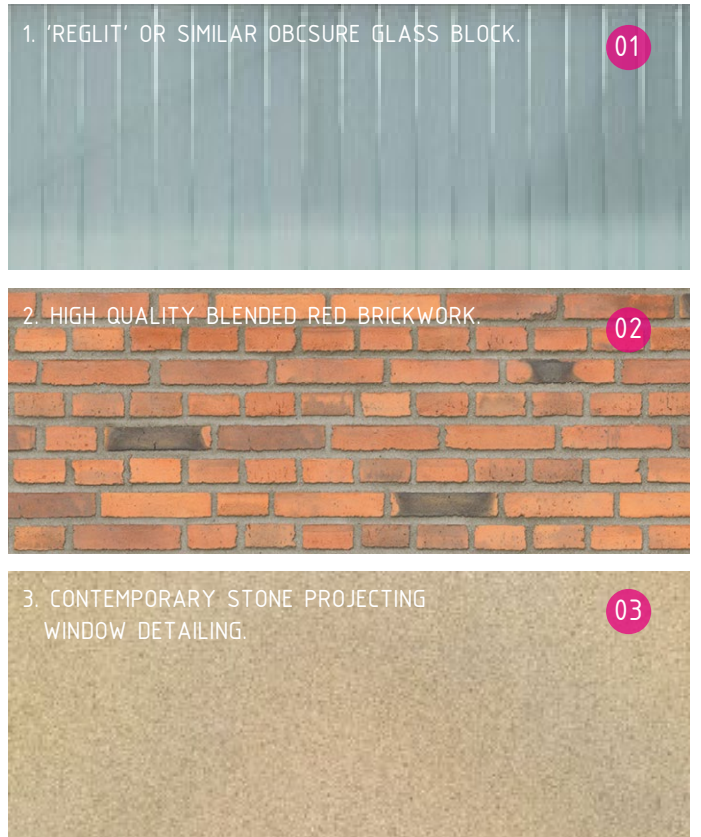 1. 'REGLIT' OR SIMILAR OBCSURE GLASS BLOCK.
01
2. HIGH QUALITY BLENDED RED BRICKWORK.
02
3. CONTEMPORARY STONE PROJECTING
WINDOW DETAILING.
03